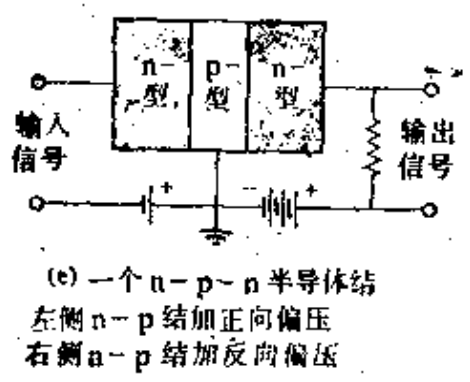 n- p- n-
型 型 型
输入 输出
信号 信号
+ - +
(e) 一个 n-p-n 半导体结
左侧 n-p 结加正向偏压
右侧 n-p 结加反向偏压